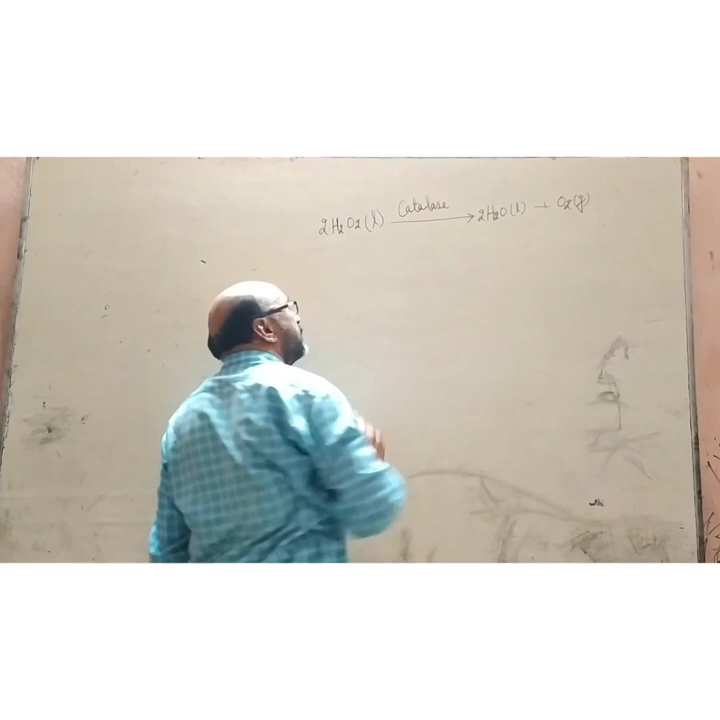 2H₂O₂(l) Catalase → 2H₂O(l) + O₂(g)